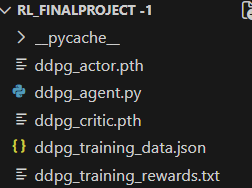 RL_FINALPROJECT -1
__pycache__
ddpg_actor.pth
ddpg_agent.py
ddpg_critic.pth
ddpg_training_data.json
ddpg_training_rewards.txt